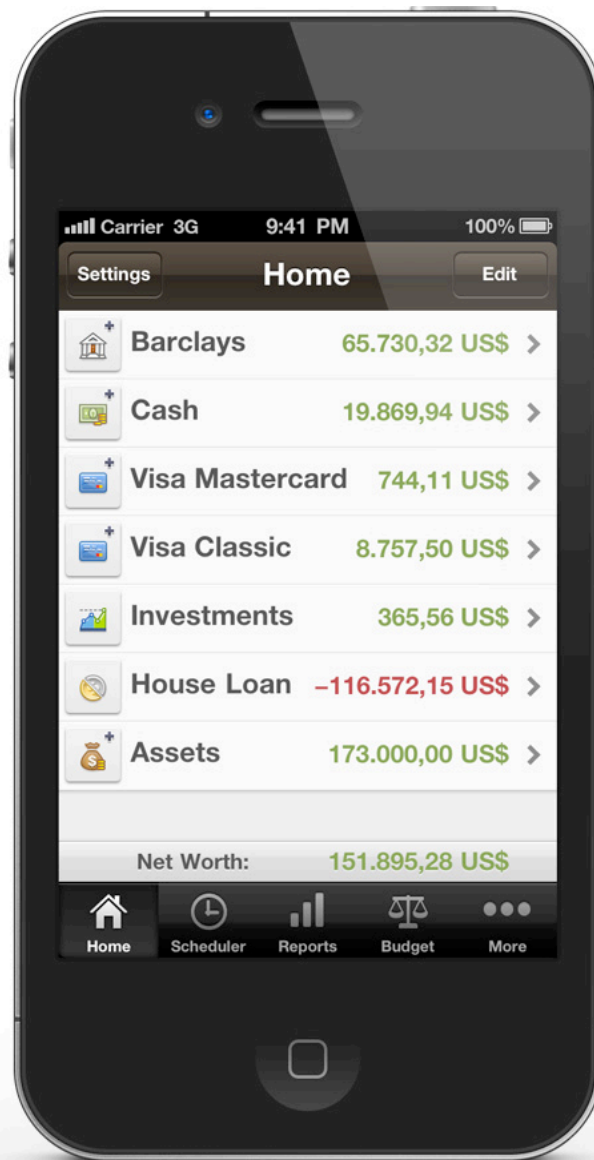 Carrier 3G 9:41 PM 100%
Settings Home Edit
Barclays 65.730,32 US$
Cash 19.869,94 US$
Visa Mastercard 744,11 US$
Visa Classic 8.757,50 US$
Investments 365,56 US$
House Loan −116.572,15 US$
Assets 173.000,00 US$
Net Worth: 151.895,28 US$
Home Scheduler Reports Budget More